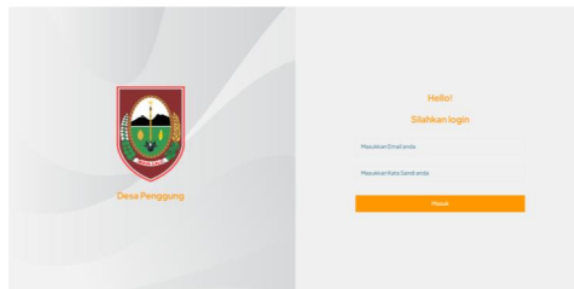 Desa Penggung
Hello!
Silahkan login
Masukkan Email anda
Masukkan Kata Sandi anda
Masuk